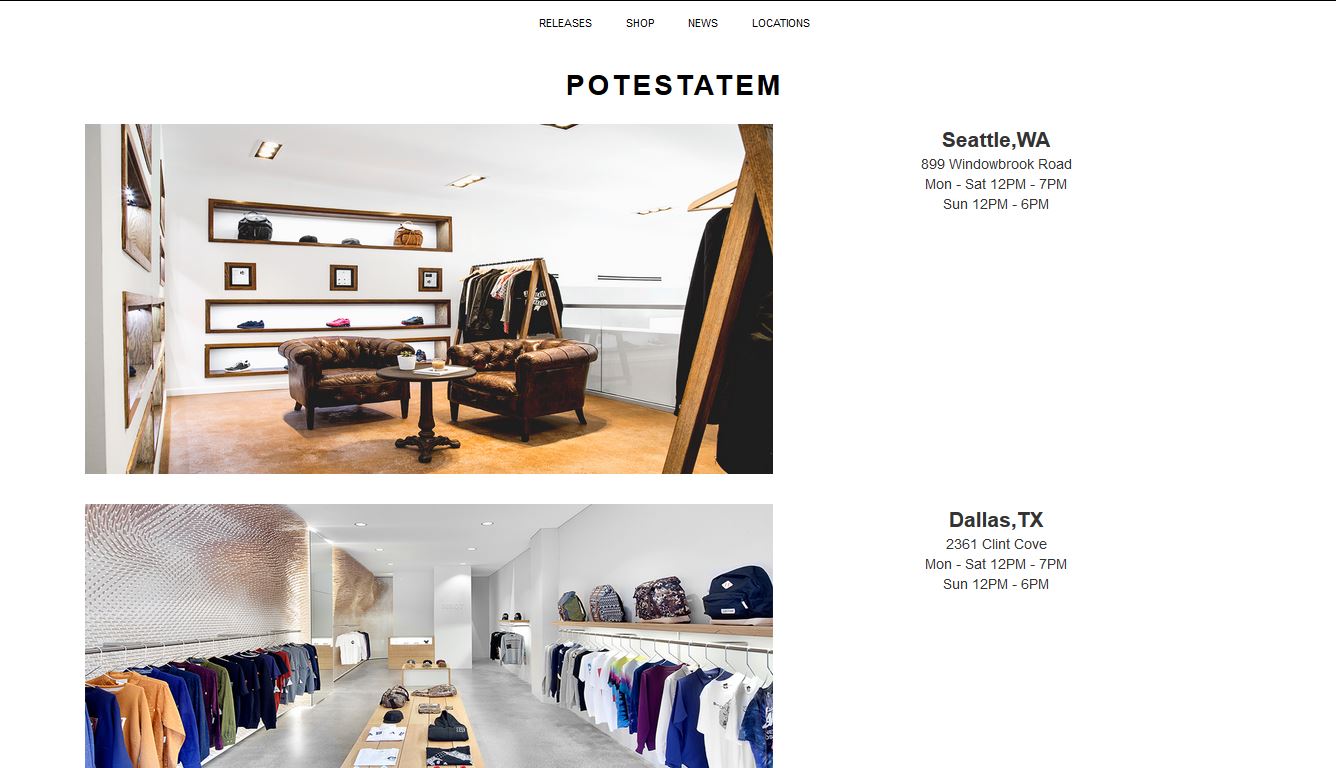 RELEASES SHOP NEWS LOCATIONS
POTESTATEM
Seattle,WA
899 Windowbrook Road
Mon - Sat 12PM - 7PM
Sun 12PM - 6PM
Dallas,TX
2361 Clint Cove
Mon - Sat 12PM - 7PM
Sun 12PM - 6PM